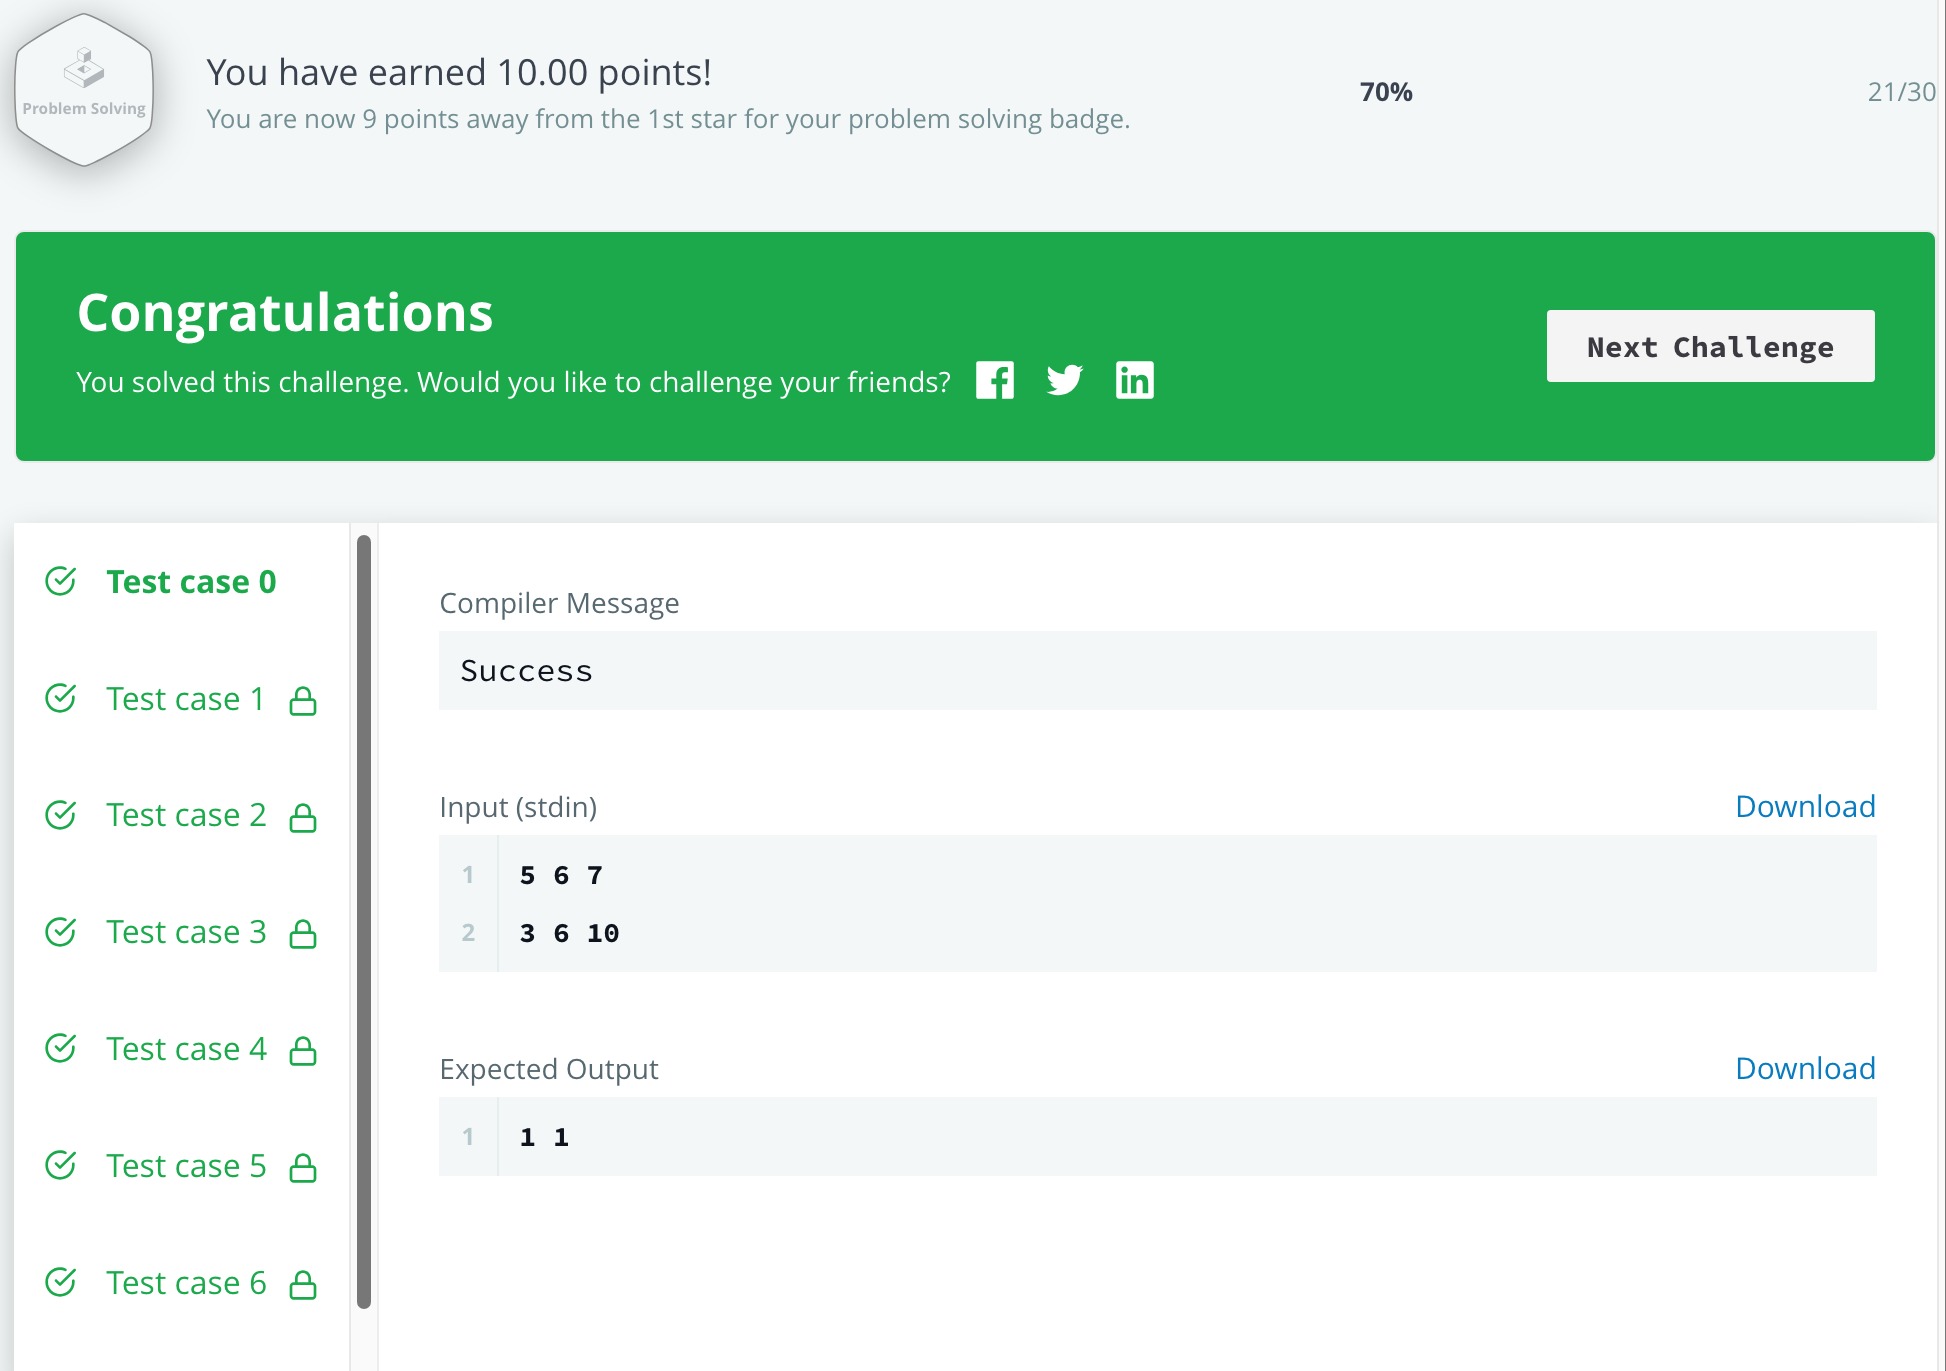 Problem Solving
You have earned 10.00 points!
You are now 9 points away from the 1st star for your problem solving badge.
70%
21/30
Congratulations
You solved this challenge. Would you like to challenge your friends?
Next Challenge
Test case 0
Test case 1
Test case 2
Test case 3
Test case 4
Test case 5
Test case 6
Compiler Message
Success
Input (stdin)
Download
1 5 6 7
2 3 6 10
Expected Output
Download
1 1 1